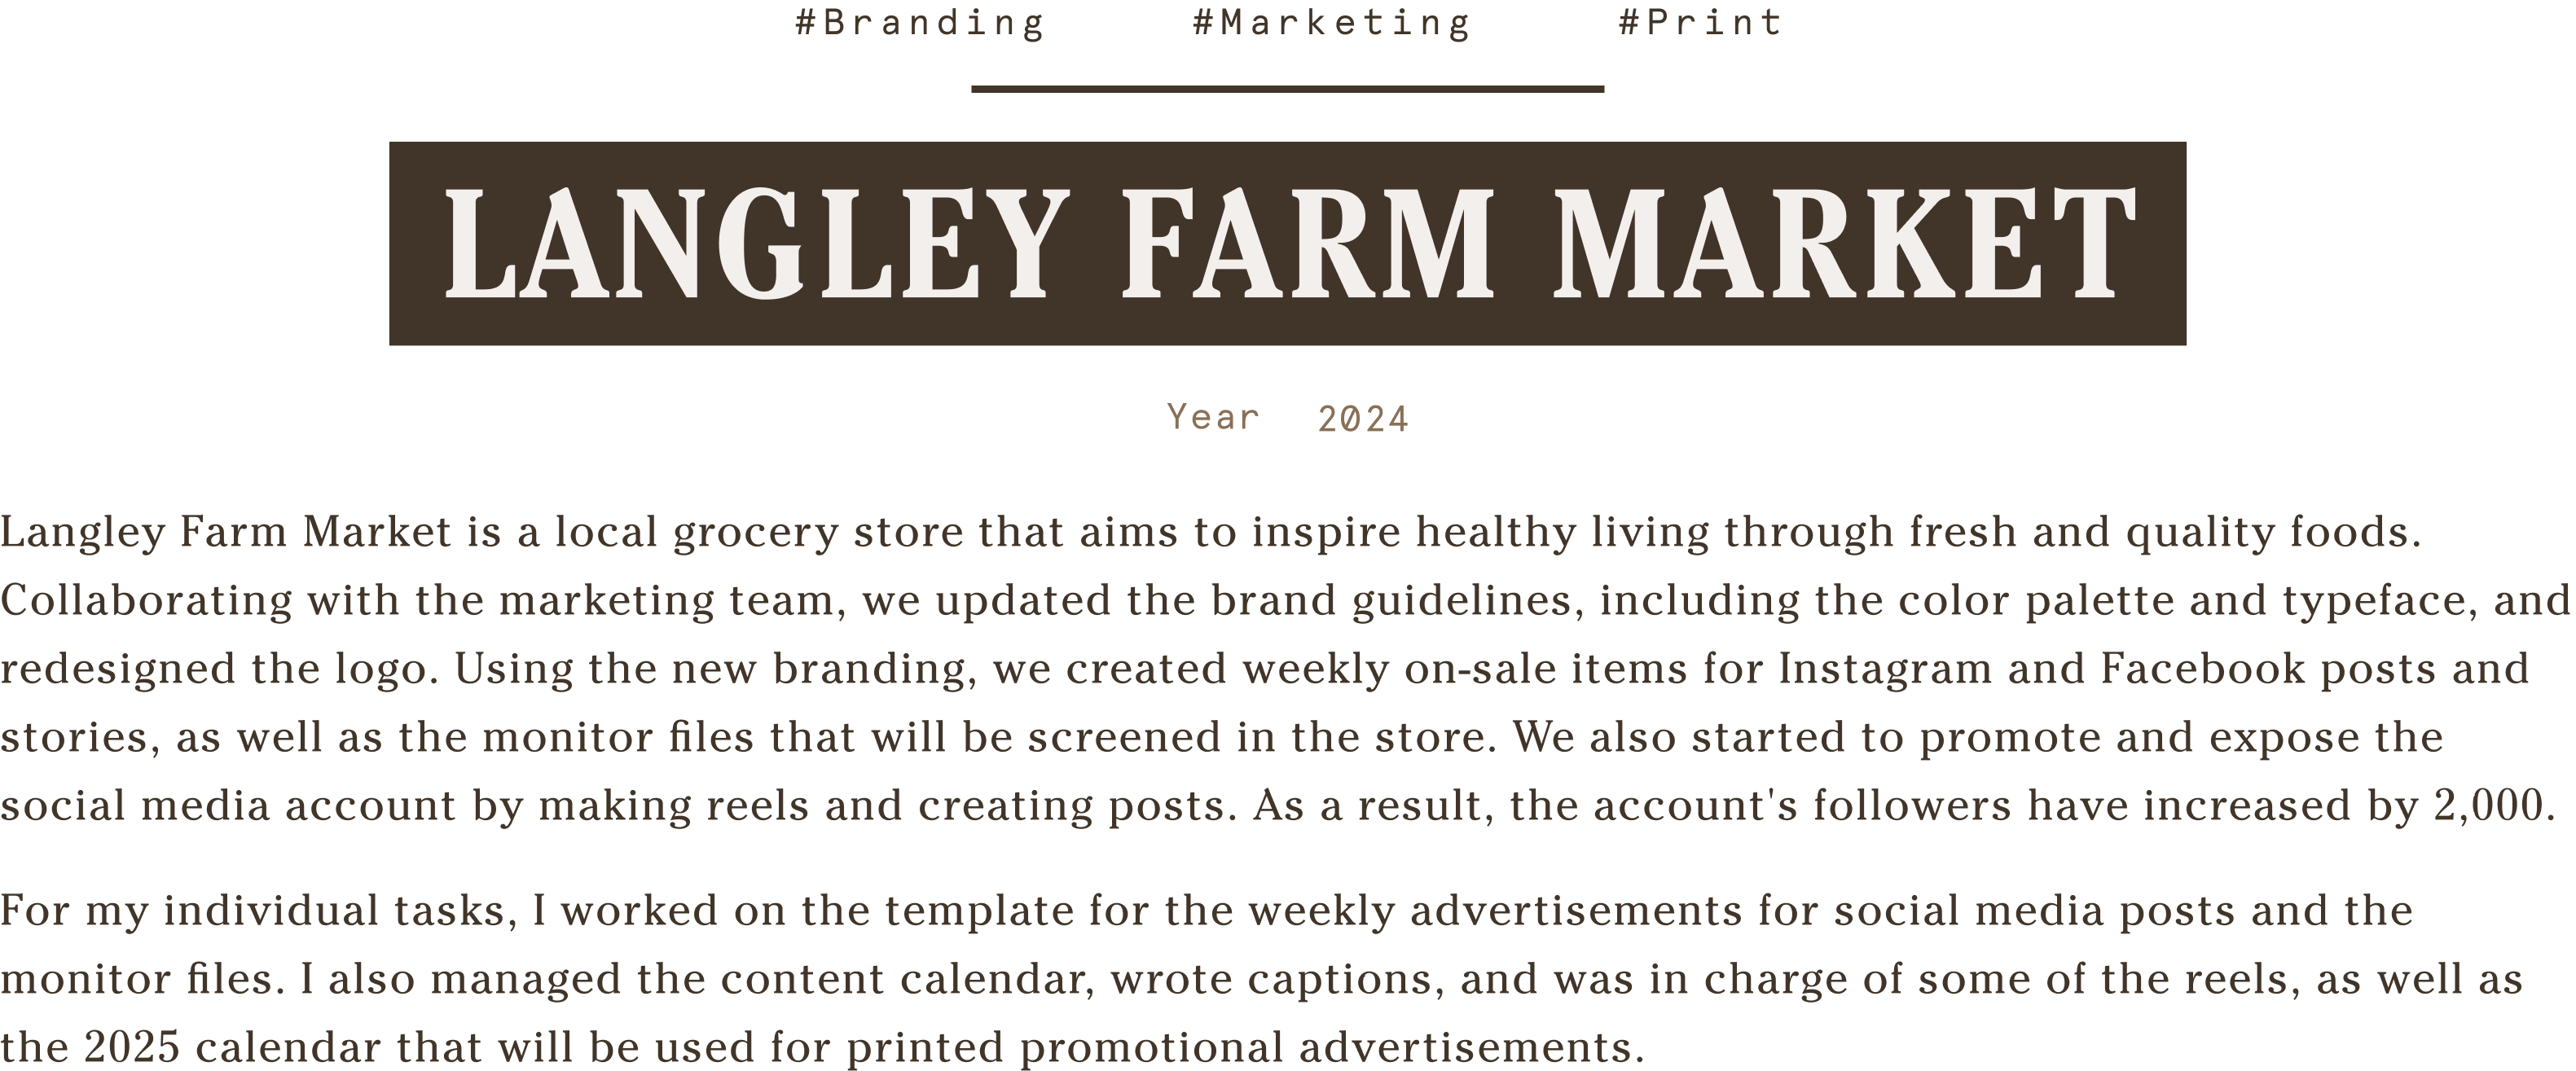 #Branding #Marketing #Print
LANGLEY FARM MARKET
Year 2024
Langley Farm Market is a local grocery store that aims to inspire healthy living through fresh and quality foods.
Collaborating with the marketing team, we updated the brand guidelines, including the color palette and typeface, and
redesigned the logo. Using the new branding, we created weekly on-sale items for Instagram and Facebook posts and
stories, as well as the monitor files that will be screened in the store. We also started to promote and expose the
social media account by making reels and creating posts. As a result, the account's followers have increased by 2,000.
For my individual tasks, I worked on the template for the weekly advertisements for social media posts and the
monitor files. I also managed the content calendar, wrote captions, and was in charge of some of the reels, as well as
the 2025 calendar that will be used for printed promotional advertisements.